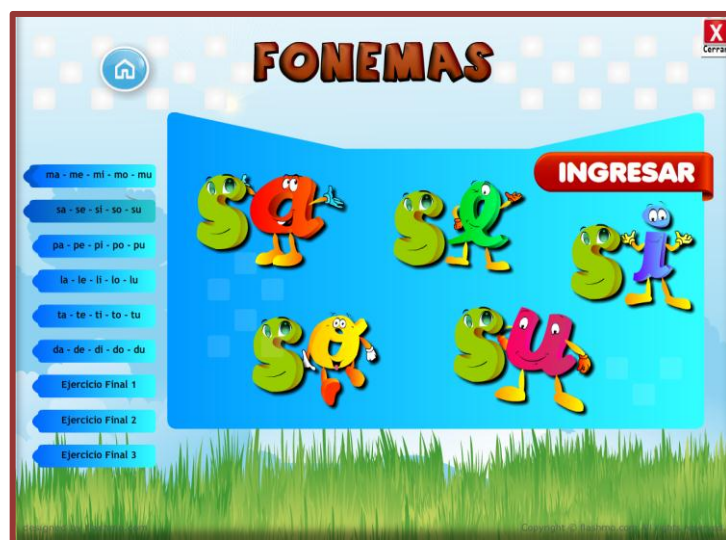 FONEMAS
X
Cerrar
INGRESAR
ma - me - mi - mo - mu
sa - se - si - so - su
pa - pe - pi - po - pu
la - le - li - lo - lu
ta - te - ti - to - tu
da - de - di - do - du
Ejercicio Final 1
Ejercicio Final 2
Ejercicio Final 3
sa
se
si
so
su
Copyright ©